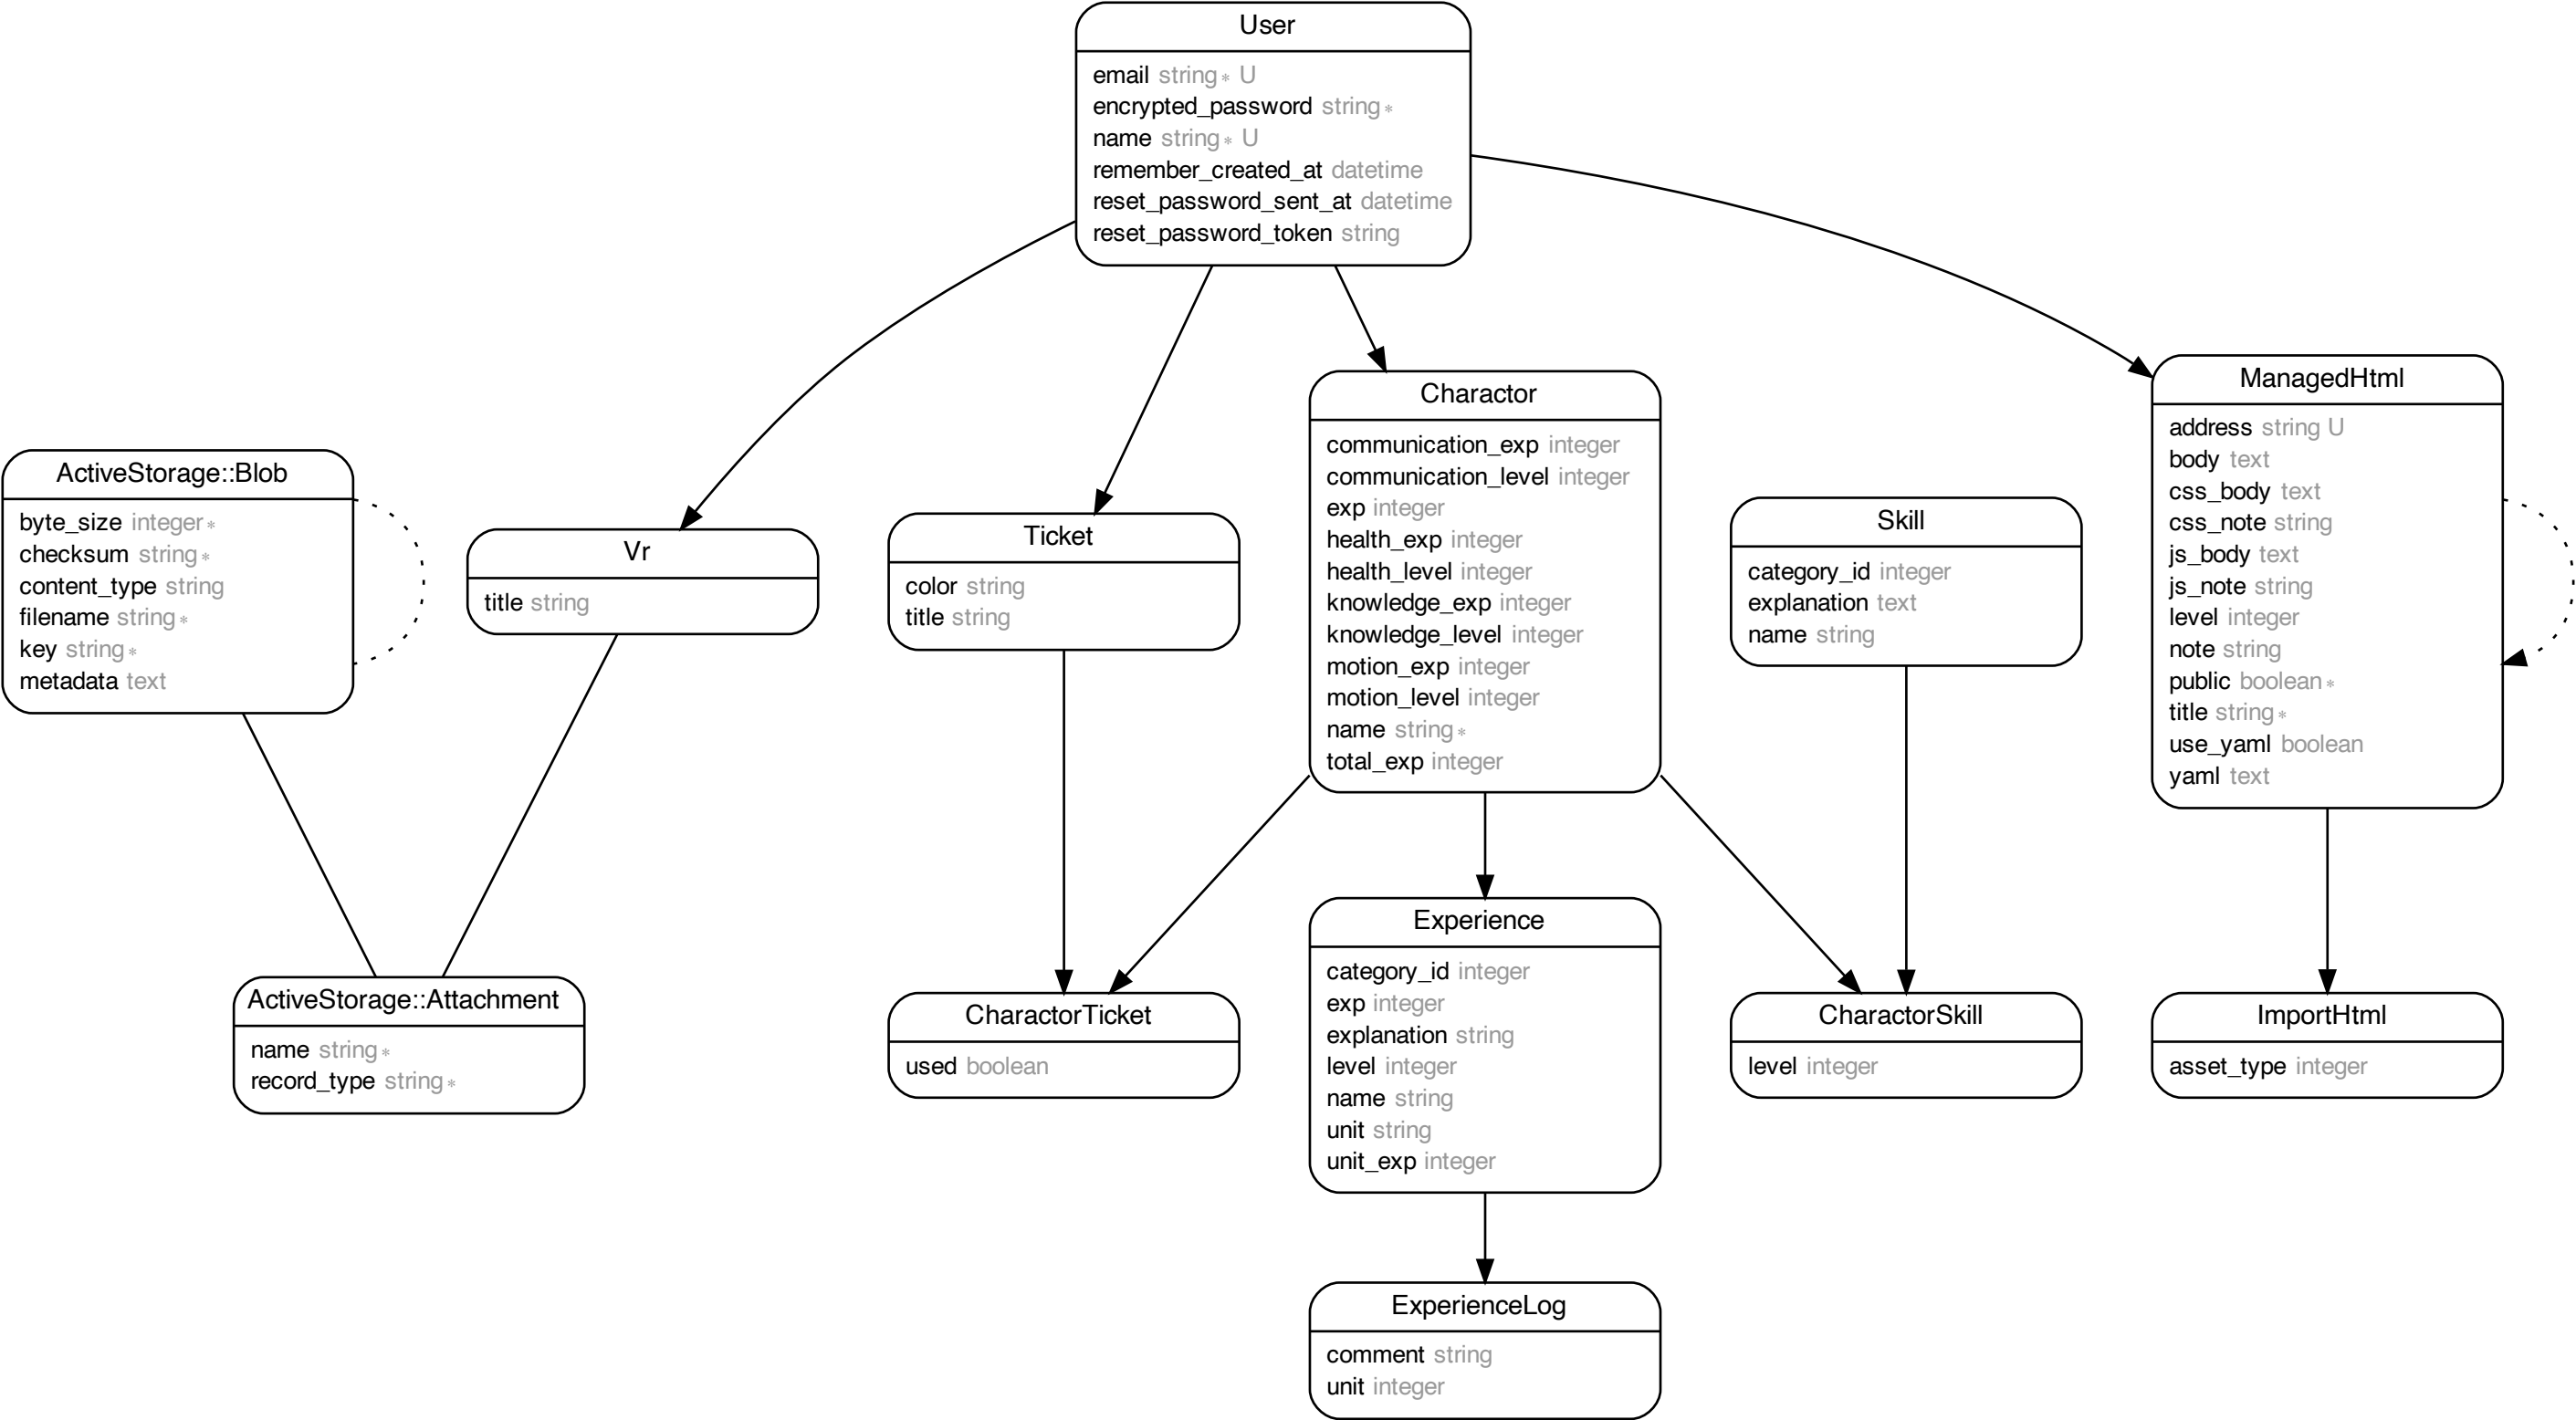 User
email string∗ U
encrypted_password string∗
name string∗ U
remember_created_at datetime
reset_password_sent_at datetime
reset_password_token string
ActiveStorage::Blob
byte_size integer∗
checksum string∗
content_type string
filename string∗
key string∗
metadata text
Vr
title string
Ticket
color string
title string
Charactor
communication_exp integer
communication_level integer
exp integer
health_exp integer
health_level integer
knowledge_exp integer
knowledge_level integer
motion_exp integer
motion_level integer
name string∗
total_exp integer
Skill
category_id integer
explanation text
name string
ManagedHtml
address string U
body text
css_body text
css_note string
js_body text
js_note string
level integer
note string
public boolean∗
title string∗
use_yaml boolean
yaml text
ActiveStorage::Attachment
name string∗
record_type string∗
CharactorTicket
used boolean
Experience
category_id integer
exp integer
explanation string
level integer
name string
unit string
unit_exp integer
CharactorSkill
level integer
ImportHtml
asset_type integer
ExperienceLog
comment string
unit integer